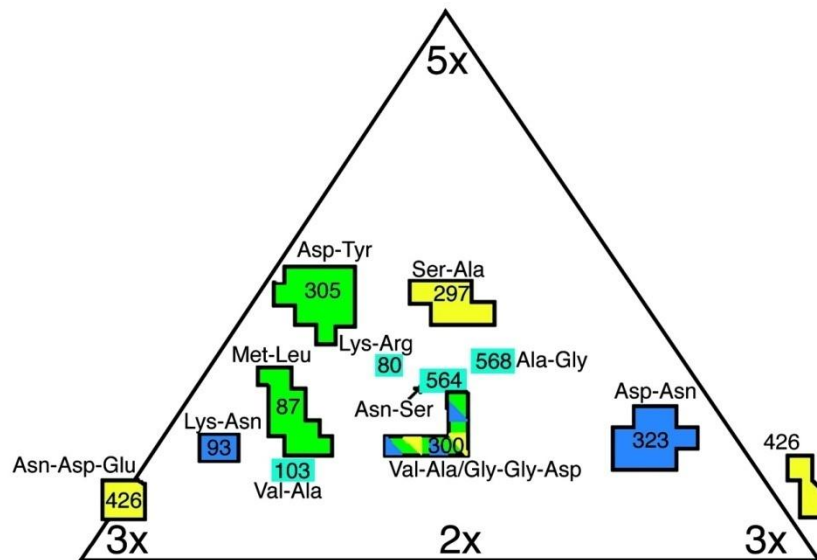 5x
Asp-Tyr
305
Ser-Ala
297
Lys-Arg
80
568 Ala-Gly
564
Asn-Ser
Met-Leu
87
Lys-Asn
93
103
Val-Ala
300
Val-Ala/Gly-Gly-Asp
Asp-Asn
323
Asn-Asp-Glu
426
426
3x
2x
3x